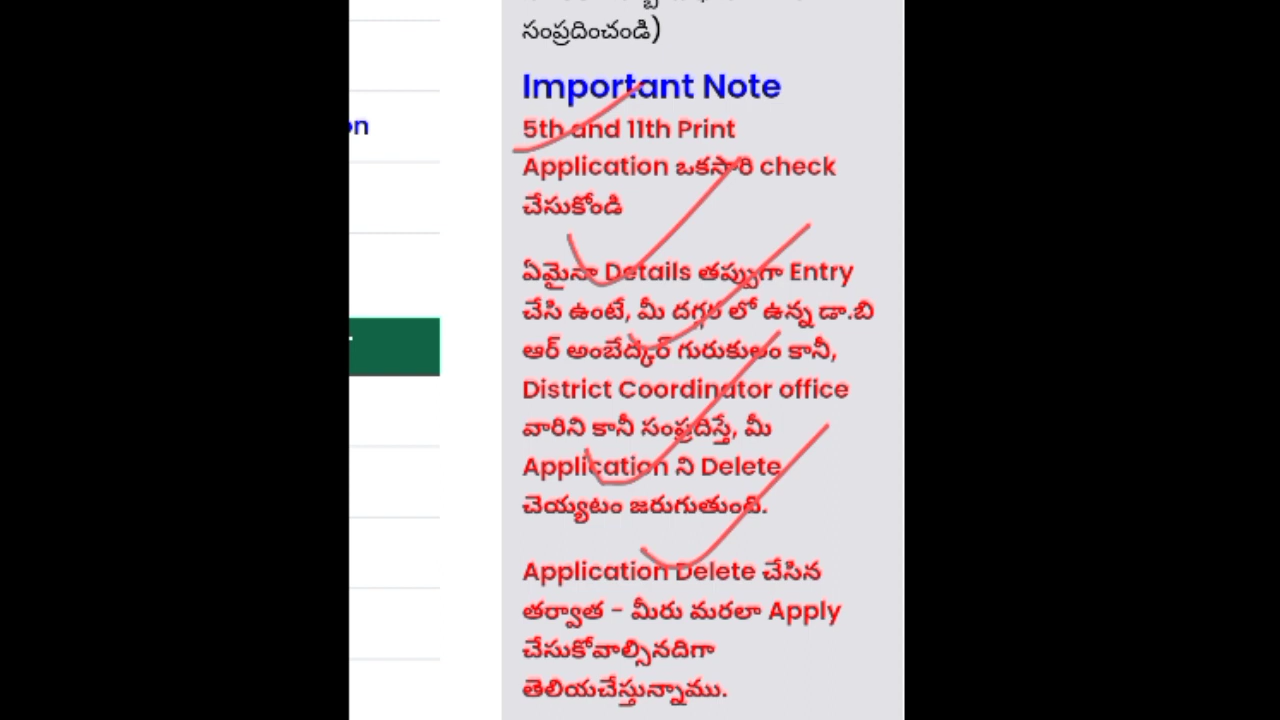 సంప్రదించండి)
Important Note
5th and 11th Print
Application ఒకసారి check
చేసుకోండి
on
ఏమైనా Details తప్పుగా Entry
చేసి ఉంటే, మీ దగ్గర లో ఉన్న డా.బి
ఆర్ అంబేద్కర్ గురుకులం కానీ,
District Coordinator office
వారిని కానీ సంప్రదిస్తే, మీ
Application ని Delete
చెయ్యటం జరుగుతుంది.
Application Delete చేసిన
తర్వాత - మీరు మరలా Apply
చేసుకోవాల్సినదిగా
తెలియచేస్తున్నాము.